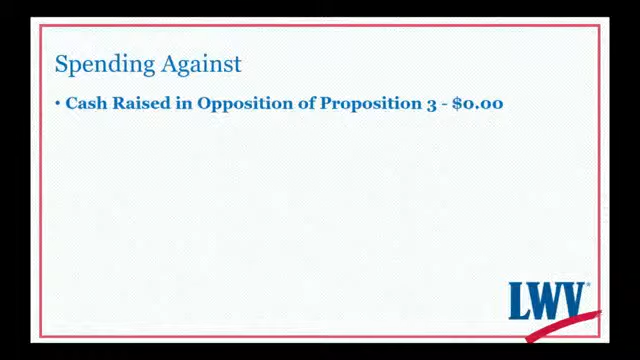 Spending Against
• Cash Raised in Opposition of Proposition 3 - $0.00
LWV®